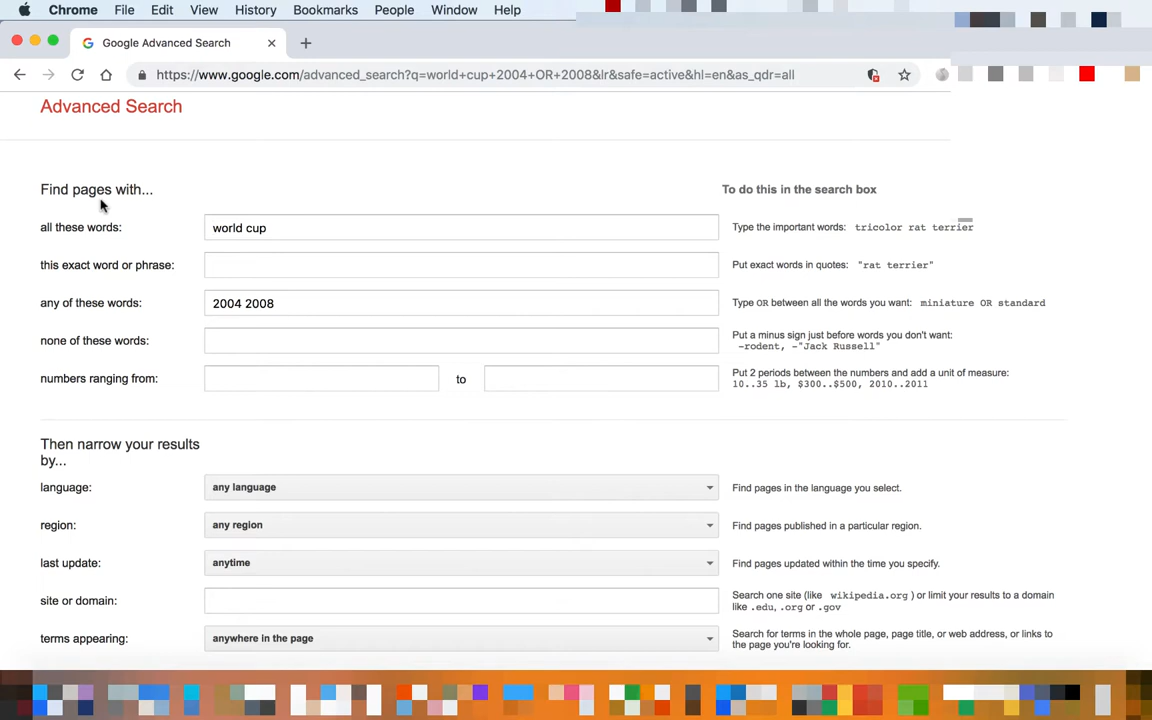 Chrome File Edit View History Bookmarks People Window Help
Google Advanced Search
https://www.google.com/advanced_search?q=world+cup+2004+OR+2008&lr&safe=active&hl=en&as_qdr=all
Advanced Search
Find pages with... To do this in the search box
all these words: world cup Type the important words: tricolor rat terrier
this exact word or phrase: Put exact words in quotes: "rat terrier"
any of these words: 2004 2008 Type OR between all the words you want: miniature OR standard
none of these words: Put a minus sign just before words you don't want:
-rodent, -"Jack Russell"
numbers ranging from: to Put 2 periods between the numbers and add a unit of measure:
10..35 lb, $300..$500, 2010..2011
Then narrow your results
by...
language: any language Find pages in the language you select.
region: any region Find pages published in a particular region.
last update: anytime Find pages updated within the time you specify.
site or domain: Search one site (like wikipedia.org ) or limit your results to a domain
like .edu, .org or .gov
terms appearing: anywhere in the page Search for terms in the whole page, page title, or web address, or links to
the page you're looking for.